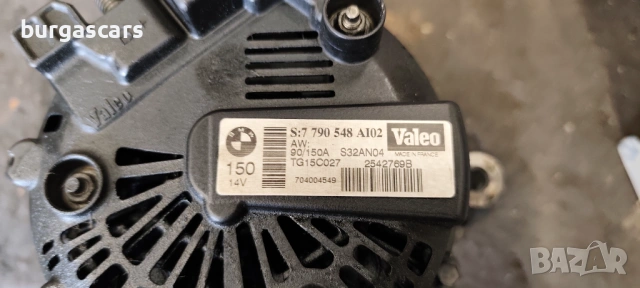 burgascars
S:7 790 548 AI02
AW:
90/150A S32AN04
TG15C027 2542769B
150
14V
704004549
Valeo
MADE IN FRANCE
BMW
Valeo
BAZAR